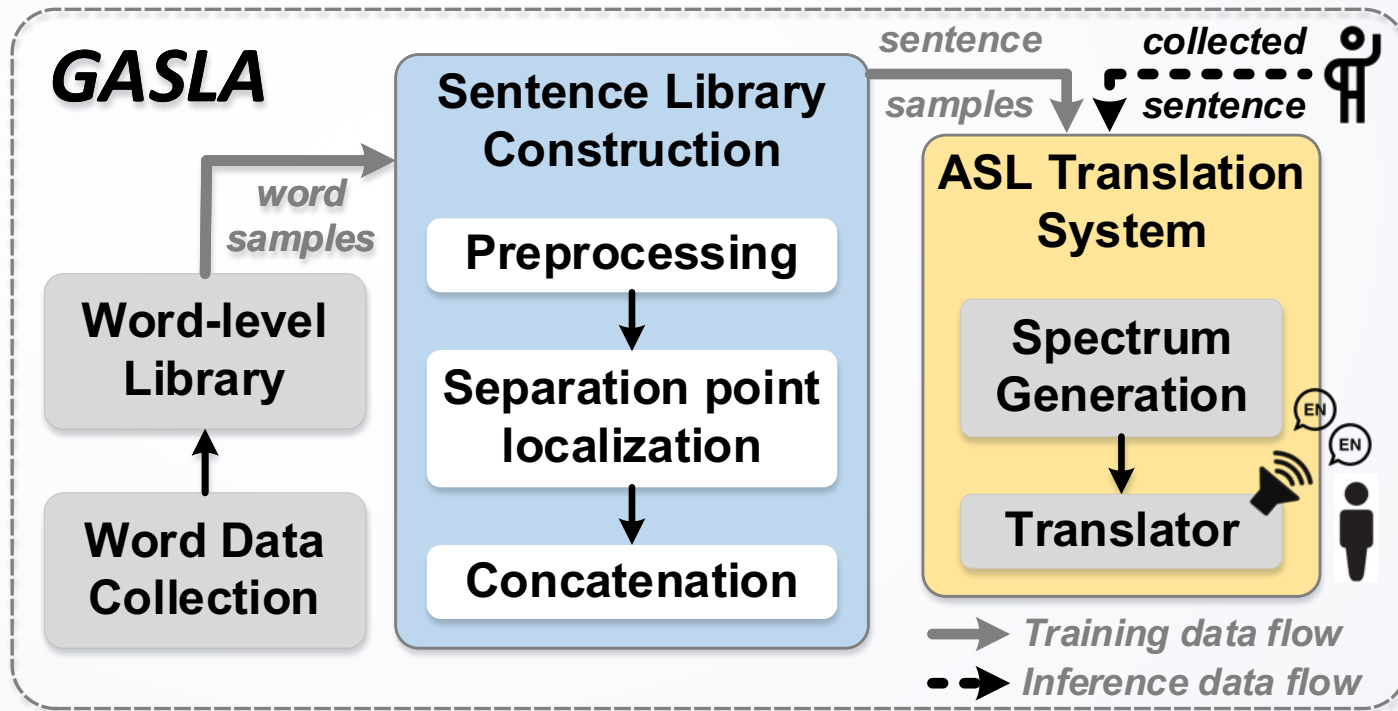 GASLA
word
samples
Word-level
Library
Word Data
Collection
Sentence Library
Construction
Preprocessing
Separation point
localization
Concatenation
sentence
samples
collected
sentence
ASL Translation
System
Spectrum
Generation
Translator
EN
EN
Training data flow
Inference data flow